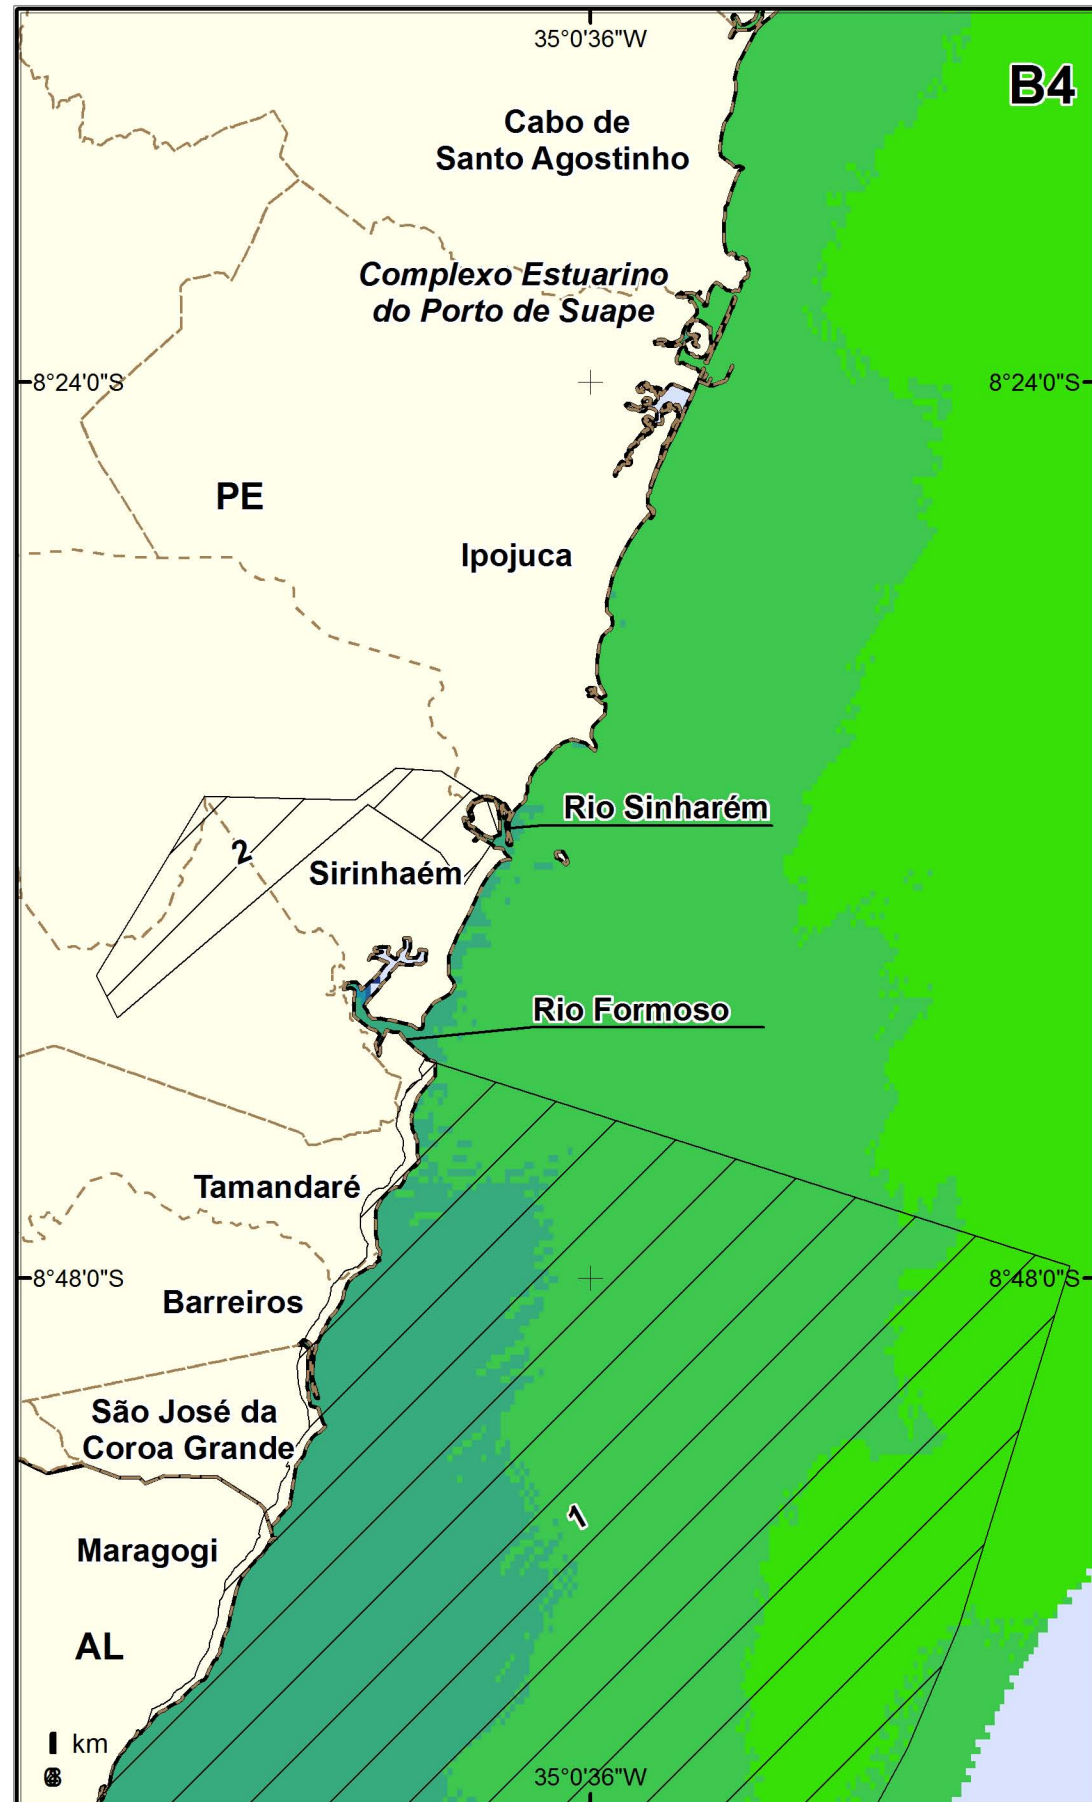 35°0'36"W
B4
Cabo de
Santo Agostinho
Complexo Estuarino
do Porto de Suape
8°24'0"S
8°24'0"S
PE
Ipojuca
Rio Sinharém
2
Sirinhaém
Rio Formoso
Tamandaré
8°48'0"S
8°48'0"S
Barreiros
São José da
Coroa Grande
1
Maragogi
AL
km
35°0'36"W